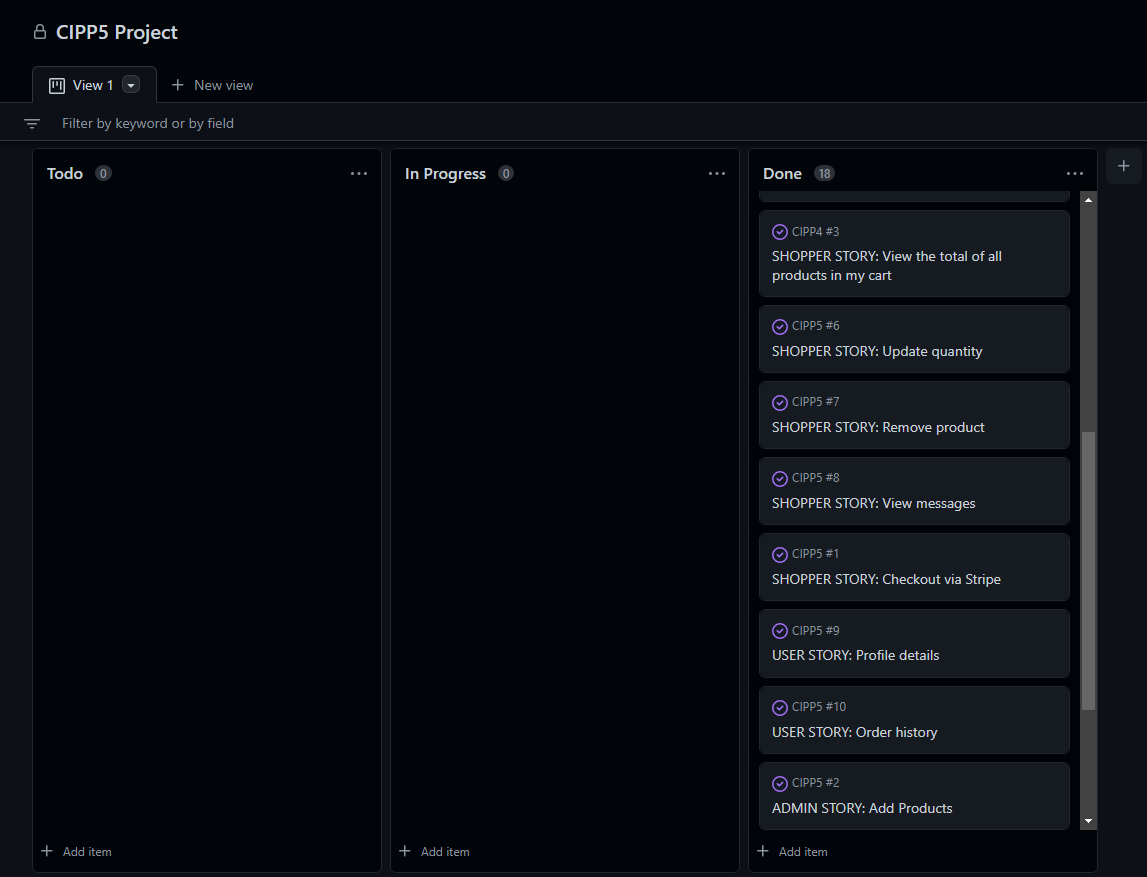 CIPP5 Project
View 1
New view
Filter by keyword or by field
Todo 0
In Progress 0
Done 18
CIPP4 #3
SHOPPER STORY: View the total of all
products in my cart
CIPP5 #6
SHOPPER STORY: Update quantity
CIPP5 #7
SHOPPER STORY: Remove product
CIPP5 #8
SHOPPER STORY: View messages
CIPP5 #1
SHOPPER STORY: Checkout via Stripe
CIPP5 #9
USER STORY: Profile details
CIPP5 #10
USER STORY: Order history
CIPP5 #2
ADMIN STORY: Add Products
Add item
Add item
Add item